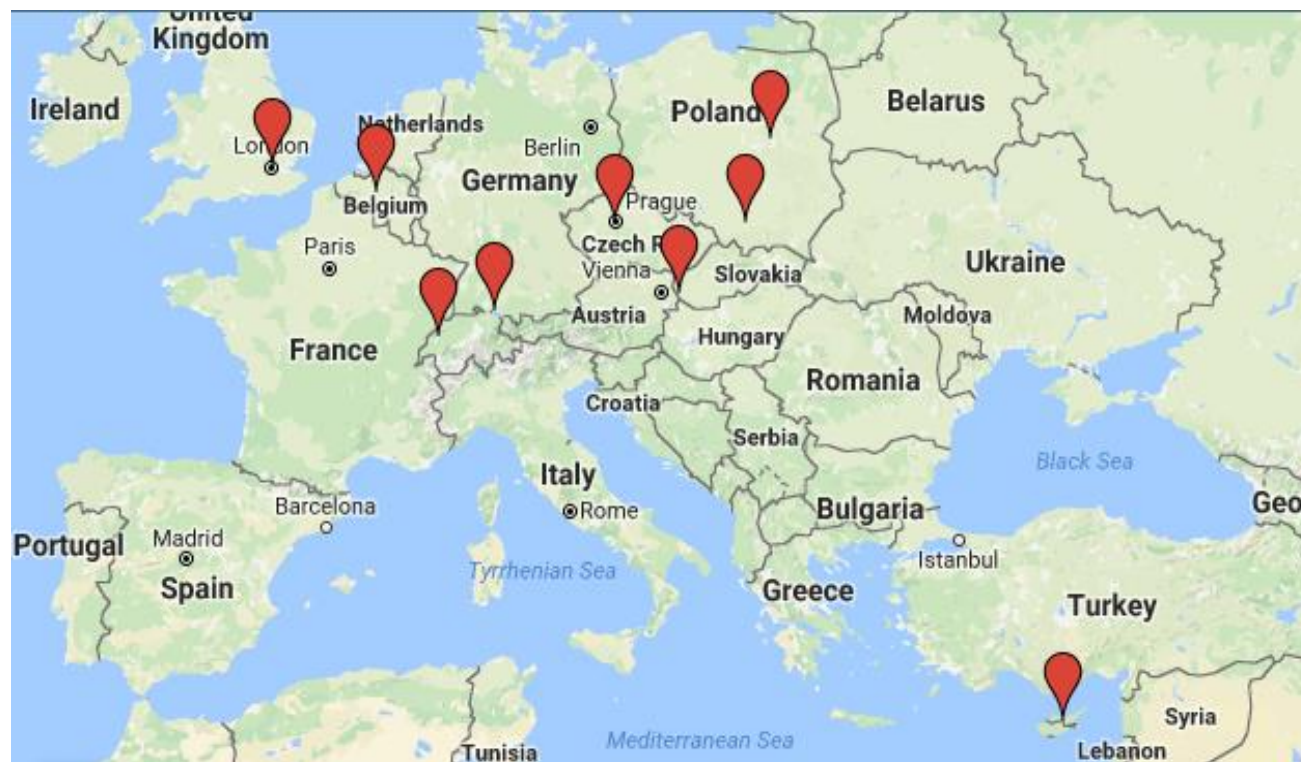 United
Kingdom
Ireland
London
Netherlands
Belgium
Berlin
Germany
Poland
Belarus
Prague
Czech R
Paris
Vienna
Slovakia
Ukraine
Austria
Hungary
Moldova
France
Romania
Croatia
Serbia
Black Sea
Italy
Barcelona
Rome
Bulgaria
Geo
Portugal
Madrid
Spain
Tyrrhenian Sea
Istanbul
Greece
Turkey
Syria
Mediterranean Sea
Tunisia
Lebanon